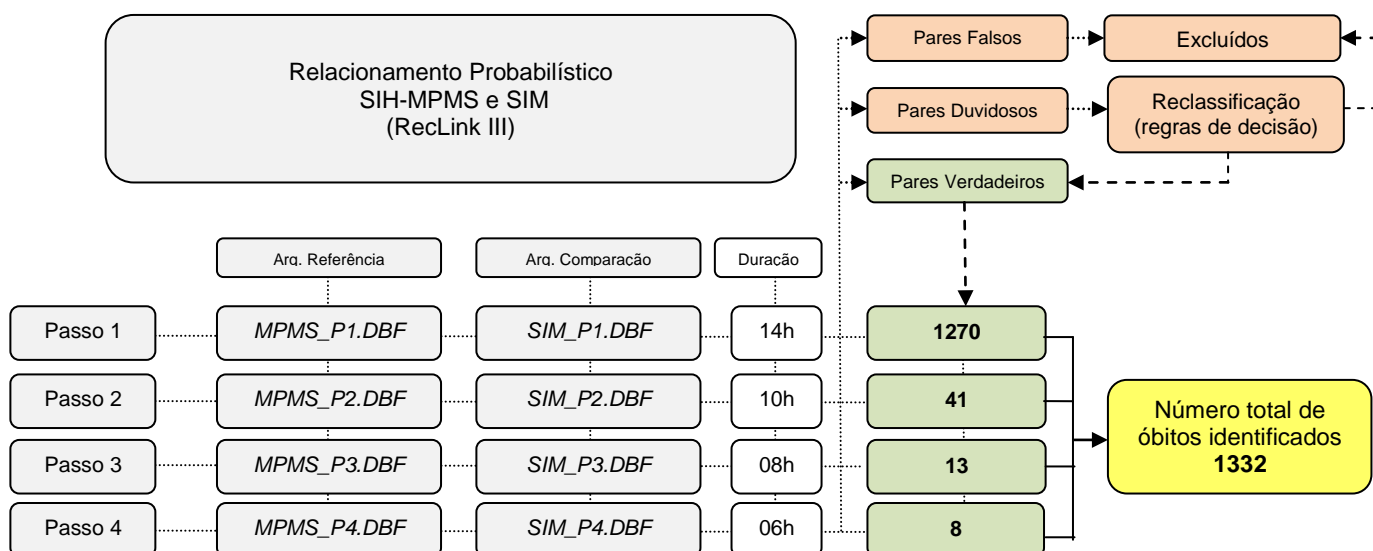 Relacionamento Probabilístico
SIH-MPMS e SIM
(RecLink III)
Pares Falsos
Excluídos
Pares Duvidosos
Reclassificação
(regras de decisão)
Pares Verdadeiros
Arq. Referência
Arq. Comparação
Duração
Passo 1
MPMS_P1.DBF
SIM_P1.DBF
14h
1270
Passo 2
MPMS_P2.DBF
SIM_P2.DBF
10h
41
Passo 3
MPMS_P3.DBF
SIM_P3.DBF
08h
13
Passo 4
MPMS_P4.DBF
SIM_P4.DBF
06h
8
Número total de
óbitos identificados
1332